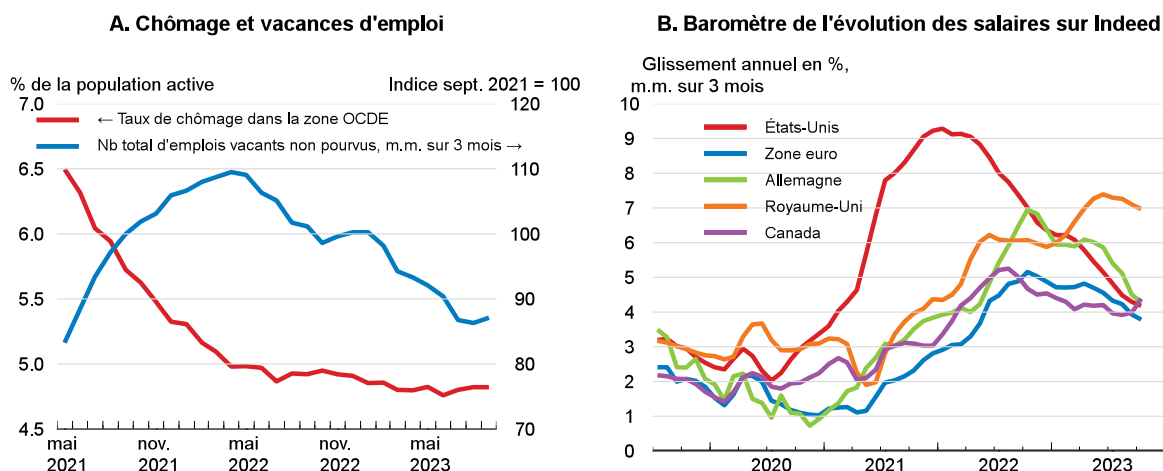 A. Chômage et vacances d'emploi
% de la population active
Indice sept. 2021 = 100
7.0
120
← Taux de chômage dans la zone OCDE
Nb total d'emplois vacants non pourvus, m.m. sur 3 mois →
6.5
110
6.0
100
5.5
90
5.0
80
4.5
70
mai
2021
nov.
2021
mai
2022
nov.
2022
mai
2023
B. Baromètre de l'évolution des salaires sur Indeed
Glissement annuel en %,
m.m. sur 3 mois
10
9
8
7
6
5
4
3
2
1
0
États-Unis
Zone euro
Allemagne
Royaume-Uni
Canada
2020
2021
2022
2023